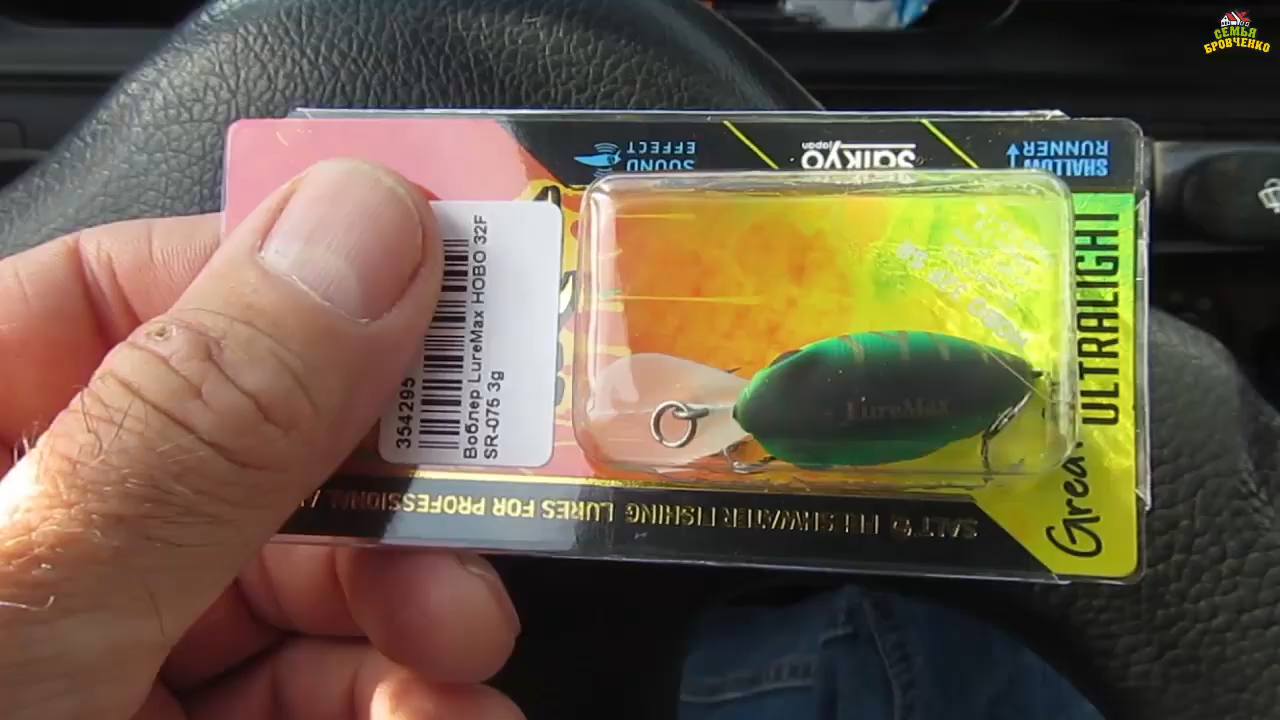 СЕМЬЯ
БРОВЧЕНКО
SOUND
EFFECT
Saikyo
Japan
SHALLOW
RUNNER
354295
Воблер LureMax HOBO 32F
SR-075 3g
LureMax
ULTRALIGHT
Great
SALT & FRESHWATER FISHING LURES FOR PROFESSIONAL